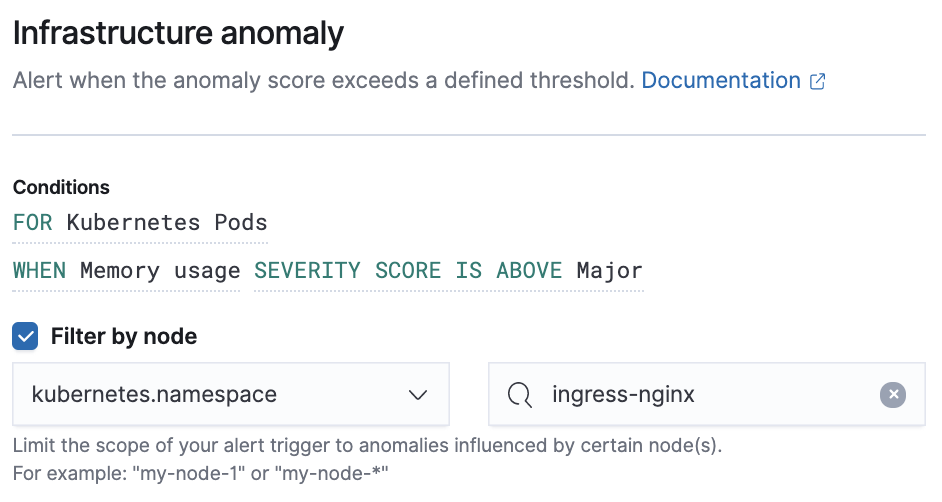 Infrastructure anomaly
Alert when the anomaly score exceeds a defined threshold. Documentation
Conditions
FOR Kubernetes Pods
WHEN Memory usage SEVERITY SCORE IS ABOVE Major
Filter by node
kubernetes.namespace ingress-nginx
Limit the scope of your alert trigger to anomalies influenced by certain node(s).
For example: "my-node-1" or "my-node-*"